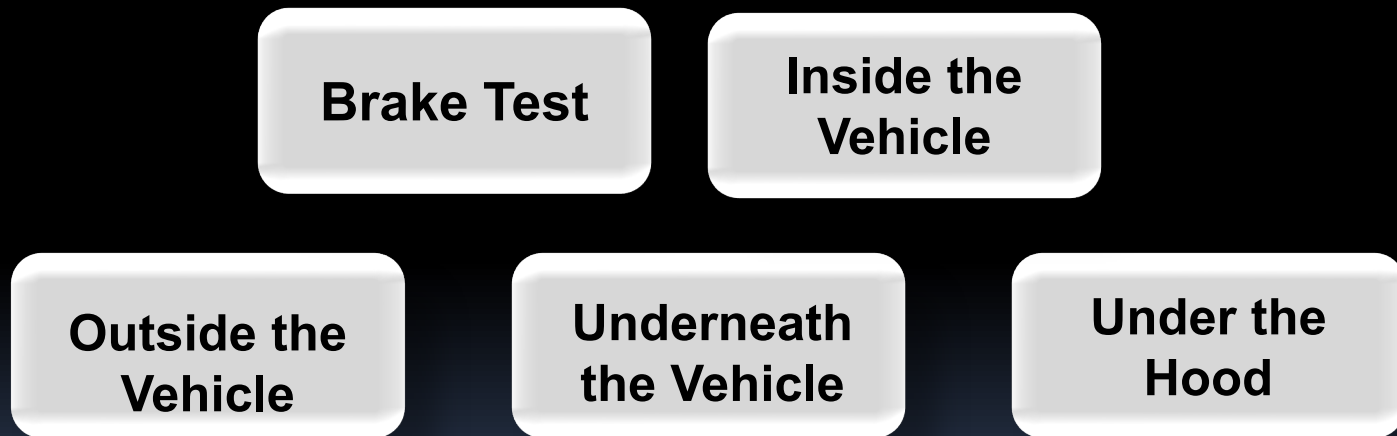 Brake Test
Inside the
Vehicle
Outside the
Vehicle
Underneath
the Vehicle
Under the
Hood